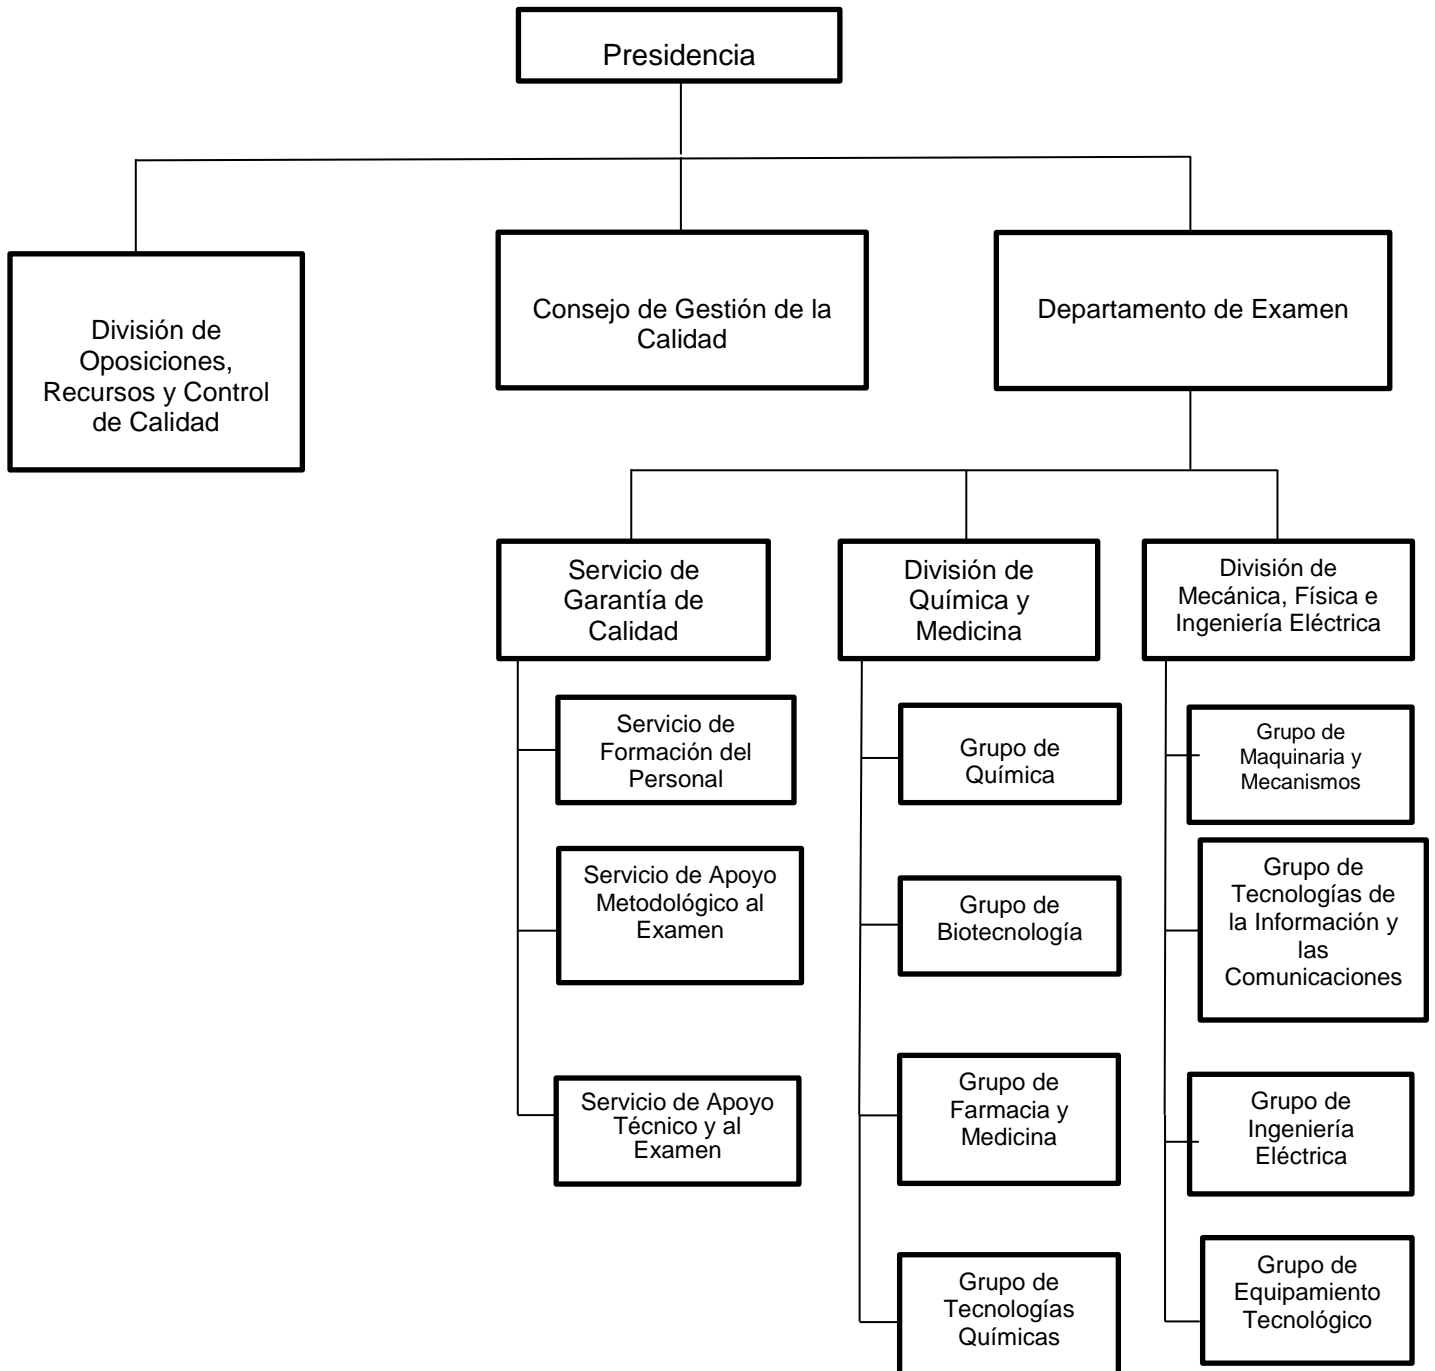 Presidencia
División de
Oposiciones,
Recursos y Control
de Calidad
Consejo de Gestión de la
Calidad
Departamento de Examen
Servicio de
Garantía de
Calidad
División de
Química y
Medicina
División de
Mecánica, Física e
Ingeniería Eléctrica
Servicio de
Formación del
Personal
Servicio de Apoyo
Metodológico al
Examen
Servicio de Apoyo
Técnico y al
Examen
Grupo de
Química
Grupo de
Biotecnología
Grupo de
Farmacia y
Medicina
Grupo de
Tecnologías
Químicas
Grupo de
Maquinaria y
Mecanismos
Grupo de
Tecnologías de
la Información y
las
Comunicaciones
Grupo de
Ingeniería
Eléctrica
Grupo de
Equipamiento
Tecnológico